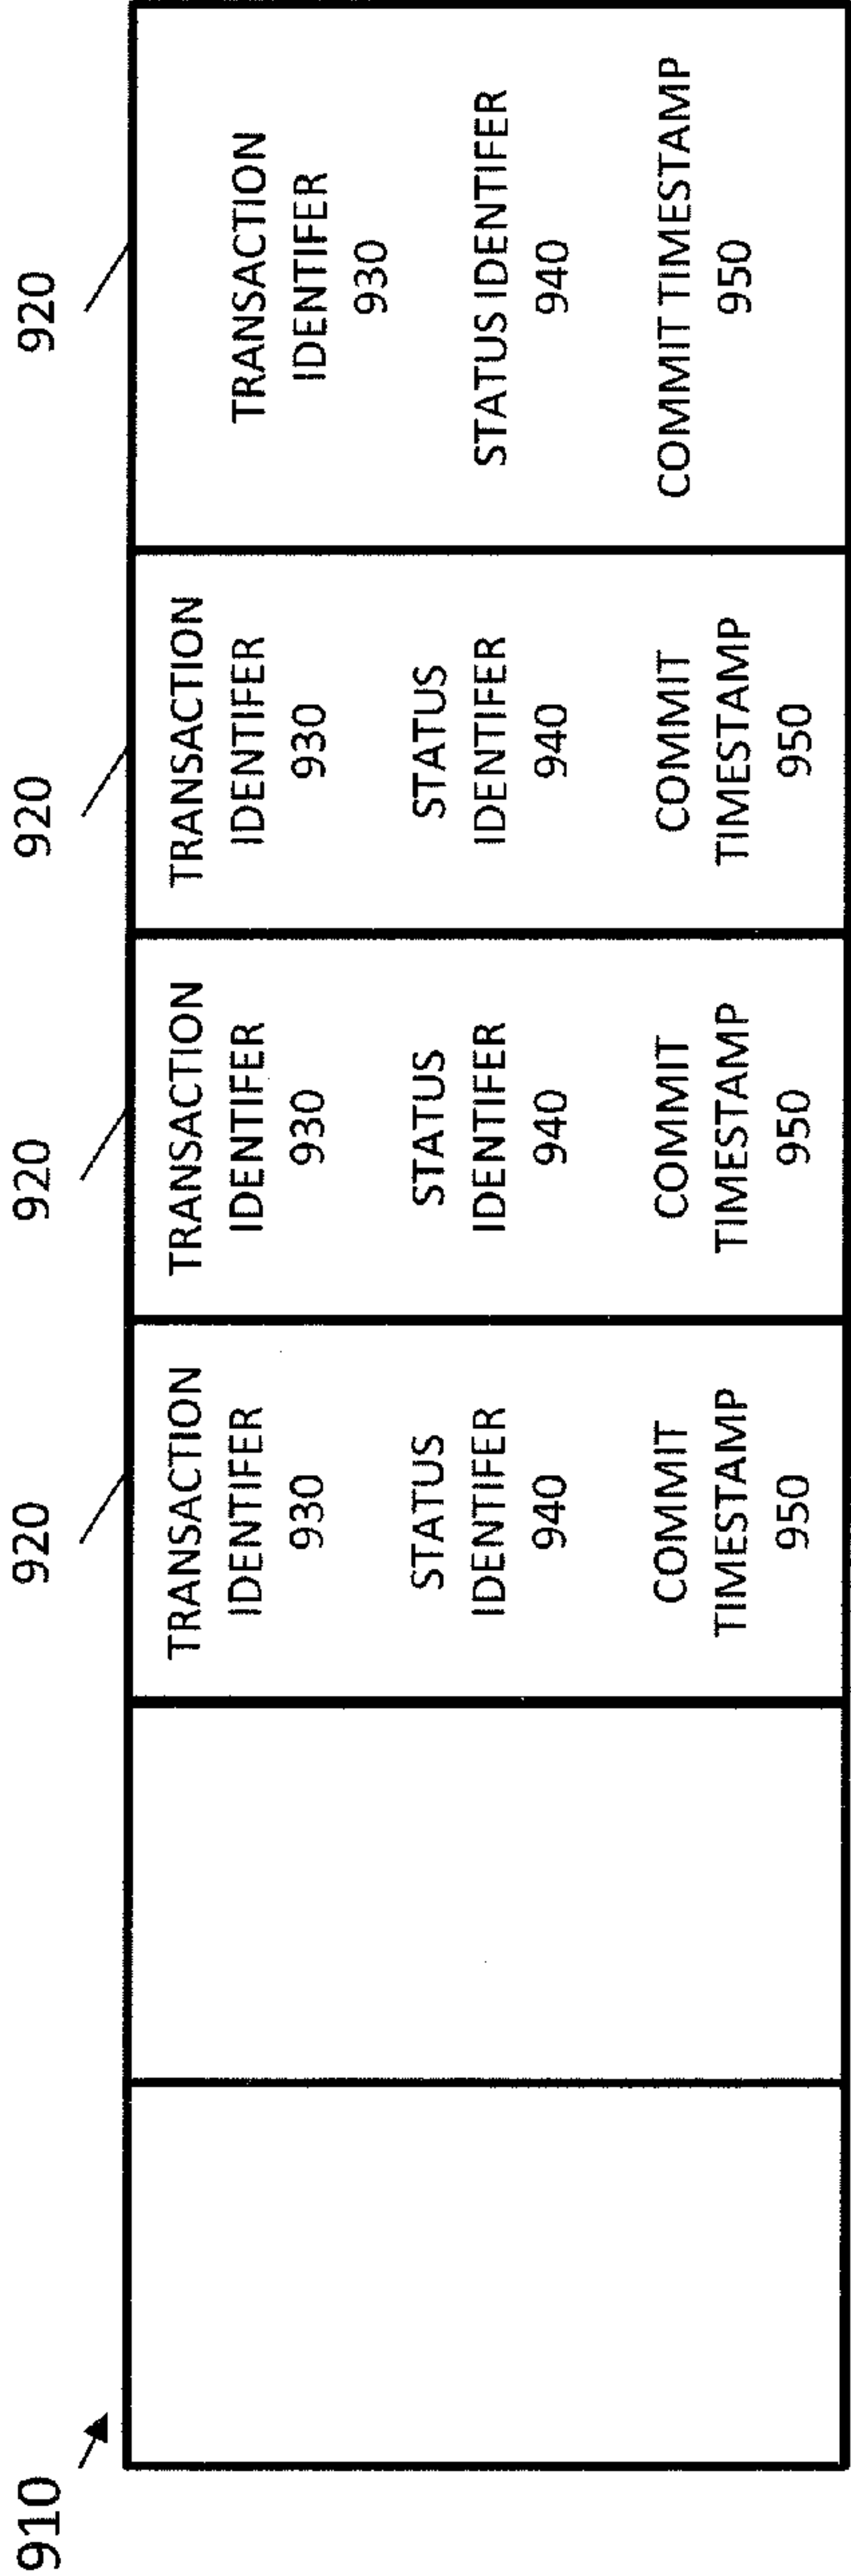 910
920
920
920
920
TRANSACTION
IDENTIFER
930
STATUS
IDENTIFER
940
COMMIT
TIMESTAMP
950
TRANSACTION
IDENTIFER
930
STATUS
IDENTIFER
940
COMMIT
TIMESTAMP
950
TRANSACTION
IDENTIFER
930
STATUS
IDENTIFER
940
COMMIT
TIMESTAMP
950
TRANSACTION
IDENTIFER
930
STATUS IDENTIFER
940
COMMIT TIMESTAMP
950